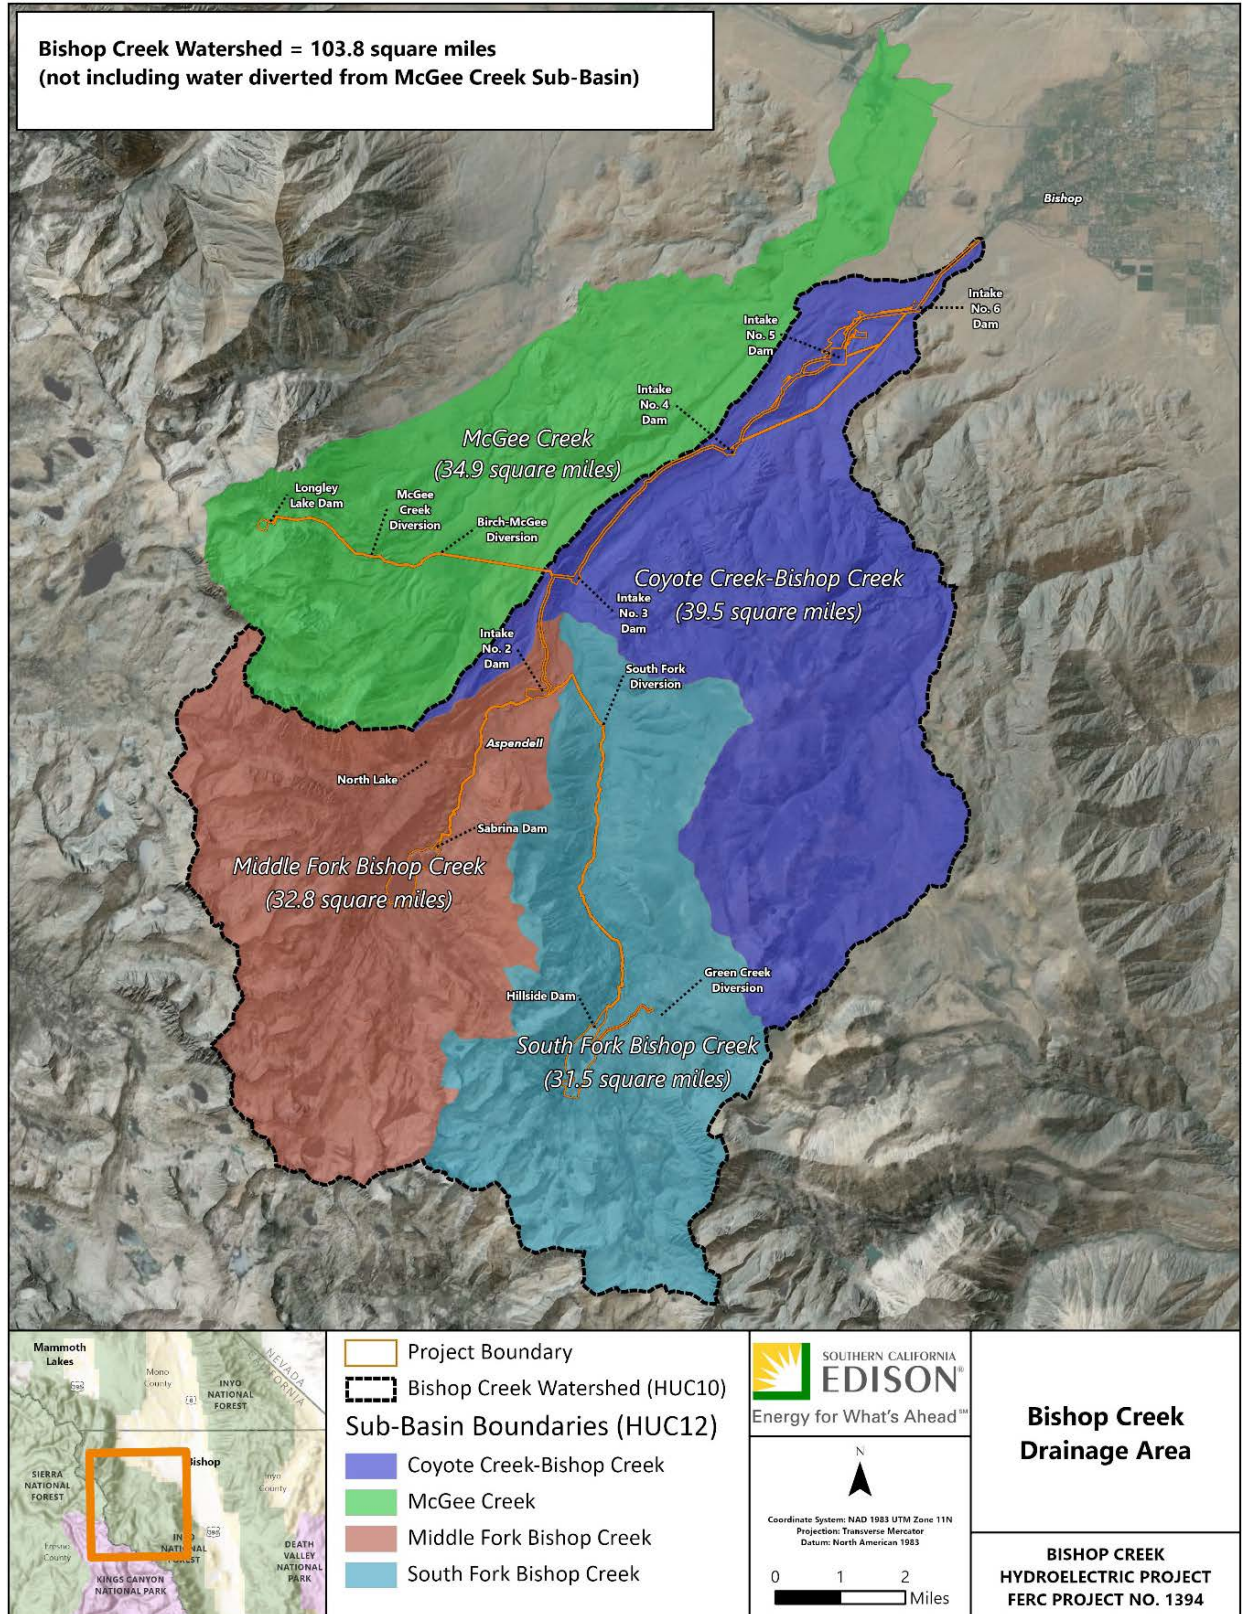 Bishop Creek Watershed = 103.8 square miles
(not including water diverted from McGee Creek Sub-Basin)
Bishop
Intake
No. 6
Dam
Intake
No. 5
Dam
Intake
No. 4
Dam
McGee Creek
(34.9 square miles)
Longley
Lake Dam
McGee
Creek
Diversion
Birch-McGee
Diversion
Coyote Creek-Bishop Creek
(39.5 square miles)
Intake
No. 3
Dam
Intake
No. 2
Dam
South Fork
Diversion
Aspendell
North Lake
Sabrina Dam
Middle Fork Bishop Creek
(32.8 square miles)
Green Creek
Diversion
Hillside Dam
South Fork Bishop Creek
(31.5 square miles)
Mammoth
Lakes
Mono
County
NEVADA
CALIFORNIA
395
6
INYO
NATIONAL
FOREST
Bishop
SIERRA
NATIONAL
FOREST
Inyo
County
395
Fresno
County
INYO
NATIONAL
FOREST
DEATH
VALLEY
NATIONAL
PARK
KINGS CANYON
NATIONAL PARK
Project Boundary
Bishop Creek Watershed (HUC10)
Sub-Basin Boundaries (HUC12)
Coyote Creek-Bishop Creek
McGee Creek
Middle Fork Bishop Creek
South Fork Bishop Creek
SOUTHERN CALIFORNIA
EDISON®
Energy for What's Ahead℠
N
Coordinate System: NAD 1983 UTM Zone 11N
Projection: Transverse Mercator
Datum: North American 1983
0 1 2
Miles
Bishop Creek
Drainage Area
BISHOP CREEK
HYDROELECTRIC PROJECT
FERC PROJECT NO. 1394